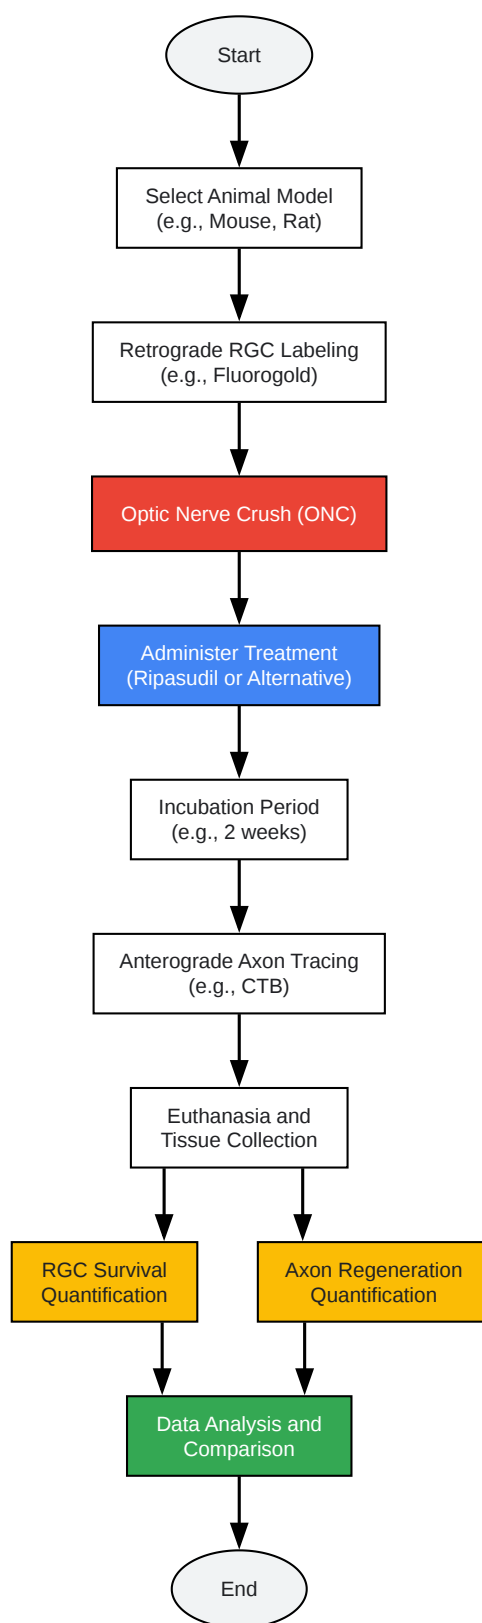 Start
Select Animal Model
(e.g., Mouse, Rat)
Retrograde RGC Labeling
(e.g., Fluorogold)
Optic Nerve Crush (ONC)
Administer Treatment
(Ripasudil or Alternative)
Incubation Period
(e.g., 2 weeks)
Anterograde Axon Tracing
(e.g., CTB)
Euthanasia and
Tissue Collection
RGC Survival
Quantification
Axon Regeneration
Quantification
Data Analysis and
Comparison
End